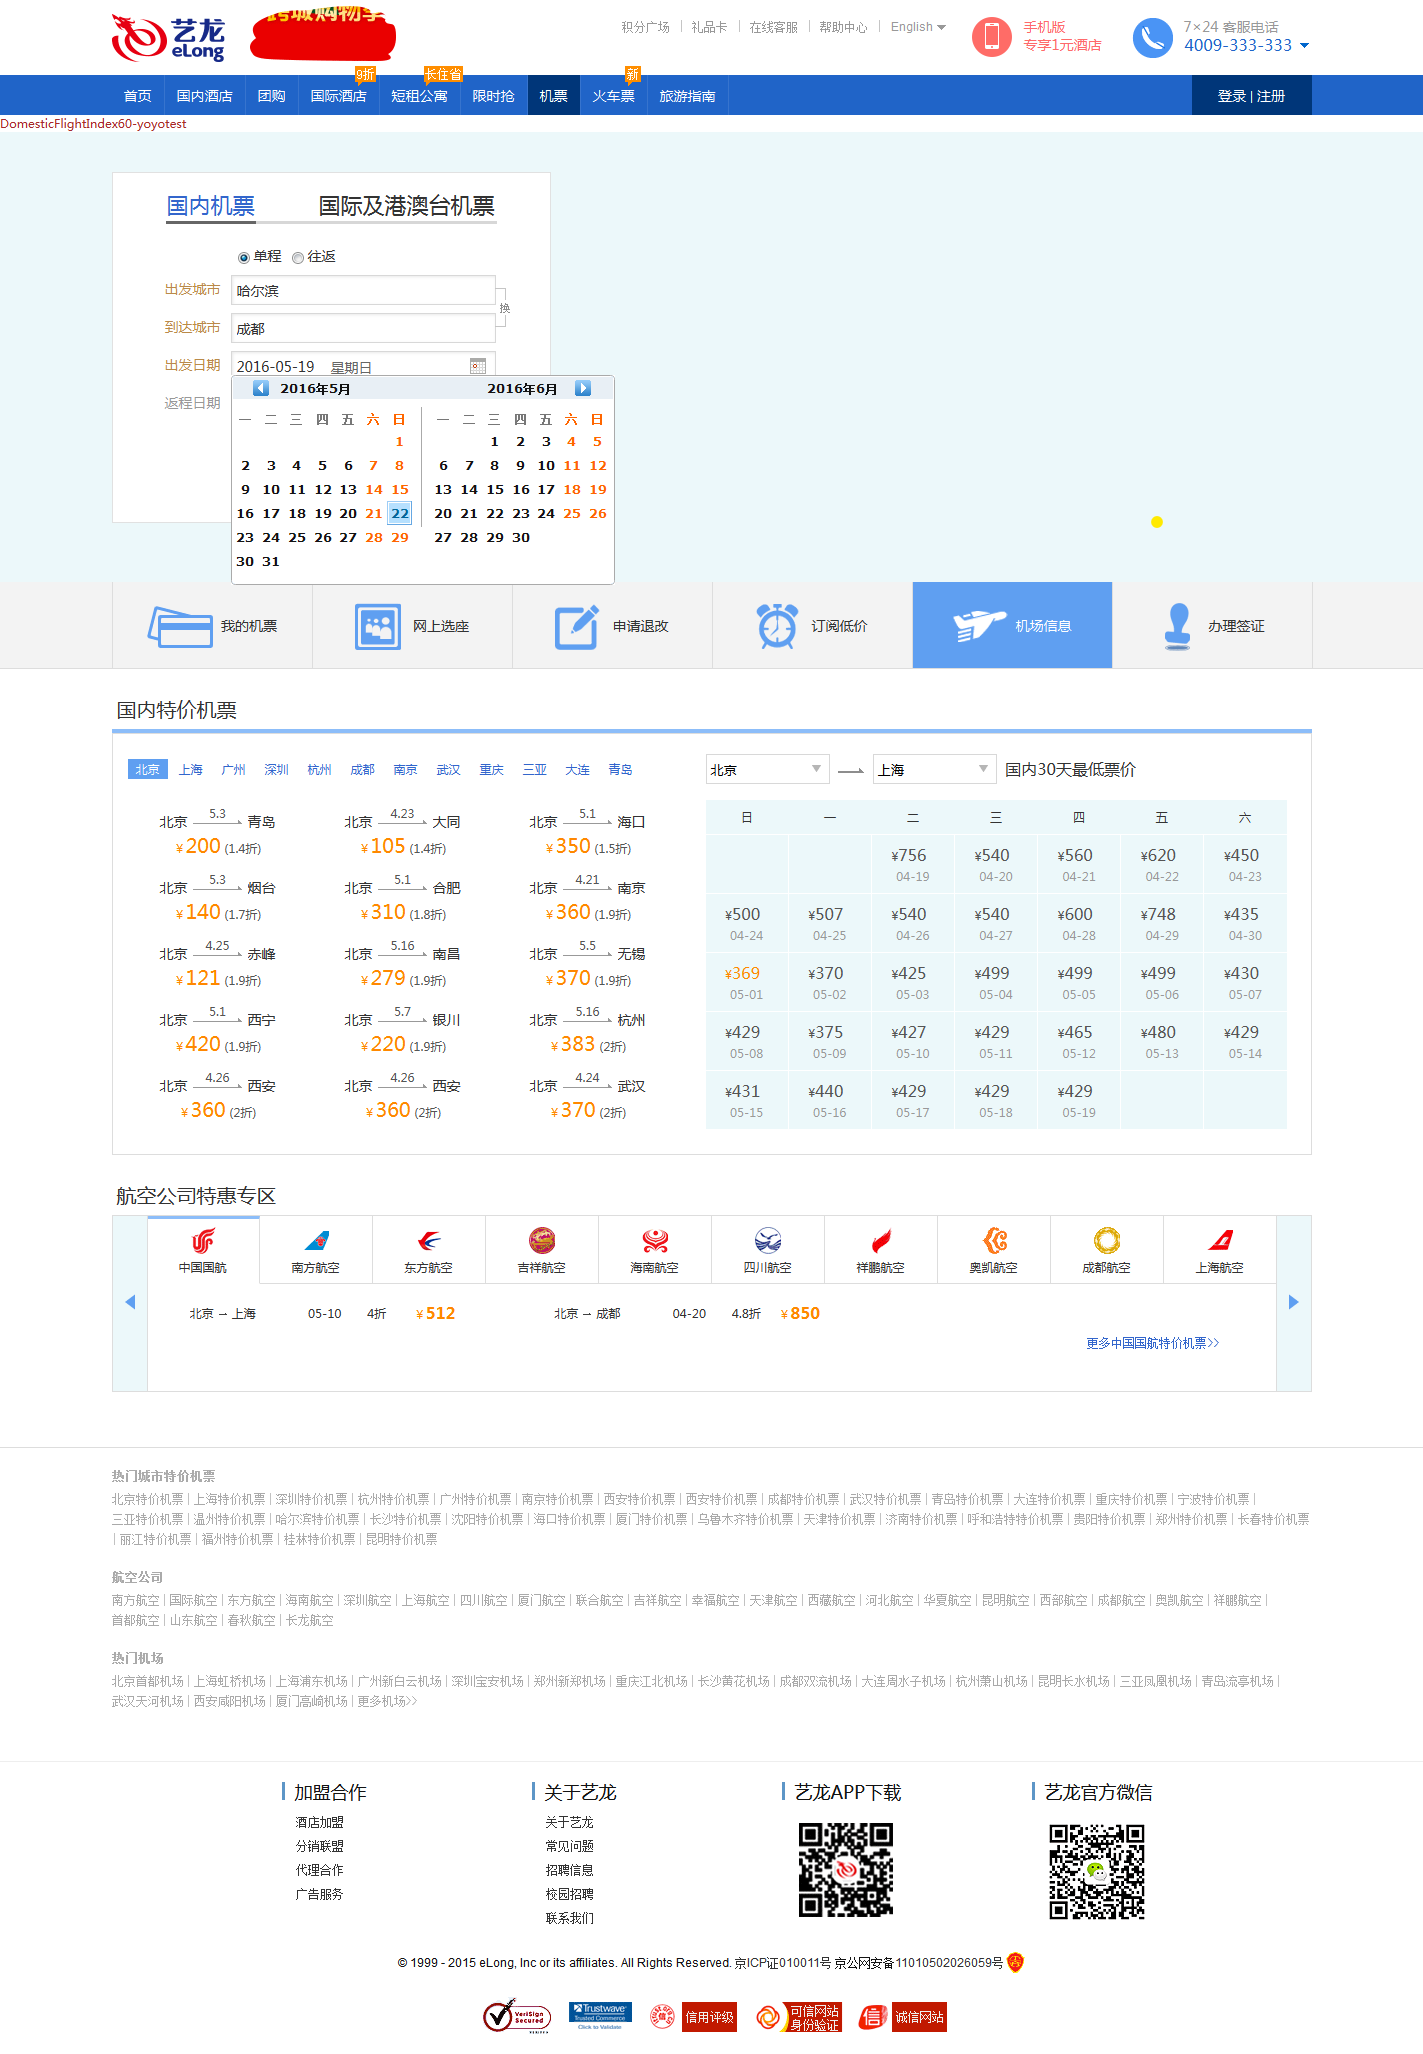 艺龙
eLong
跨城购物季
积分广场 | 礼品卡 | 在线客服 | 帮助中心 | English
手机版
专享1元酒店
7×24 客服电话
4009-333-333
9折 长住省 新
首页 国内酒店 团购 国际酒店 短租公寓 限时抢 机票 火车票 旅游指南 登录 | 注册
DomesticFlightIndex60-yoyotest
国内机票 国际及港澳台机票
单程 往返
出发城市 哈尔滨
换
到达城市 成都
出发日期 2016-05-19 星期日
返程日期
2016年5月 2016年6月
一 二 三 四 五 六 日 一 二 三 四 五 六 日
1 1 2 3 4 5
2 3 4 5 6 7 8 6 7 8 9 10 11 12
9 10 11 12 13 14 15 13 14 15 16 17 18 19
16 17 18 19 20 21 22 20 21 22 23 24 25 26
23 24 25 26 27 28 29 27 28 29 30
30 31
我的机票 网上选座 申请退改 订阅低价 机场信息 办理签证
国内特价机票
北京 上海 广州 深圳 杭州 成都 南京 武汉 重庆 三亚 大连 青岛
北京 5.3 青岛 北京 4.23 大同 北京 5.1 海口
¥200 (1.4折) ¥105 (1.4折) ¥350 (1.5折)
北京 5.3 烟台 北京 5.1 合肥 北京 4.21 南京
¥140 (1.7折) ¥310 (1.8折) ¥360 (1.9折)
北京 4.25 赤峰 北京 5.16 南昌 北京 5.5 无锡
¥121 (1.9折) ¥279 (1.9折) ¥370 (1.9折)
北京 5.1 西宁 北京 5.7 银川 北京 5.16 杭州
¥420 (1.9折) ¥220 (1.9折) ¥383 (2折)
北京 4.26 西安 北京 4.26 西安 北京 4.24 武汉
¥360 (2折) ¥360 (2折) ¥370 (2折)
北京 上海 国内30天最低票价
日 一 二 三 四 五 六
¥756 ¥540 ¥560 ¥620 ¥450
04-19 04-20 04-21 04-22 04-23
¥500 ¥507 ¥540 ¥540 ¥600 ¥748 ¥435
04-24 04-25 04-26 04-27 04-28 04-29 04-30
¥369 ¥370 ¥425 ¥499 ¥499 ¥499 ¥430
05-01 05-02 05-03 05-04 05-05 05-06 05-07
¥429 ¥375 ¥427 ¥429 ¥465 ¥480 ¥429
05-08 05-09 05-10 05-11 05-12 05-13 05-14
¥431 ¥440 ¥429 ¥429 ¥429
05-15 05-16 05-17 05-18 05-19
航空公司特惠专区
中国国航 南方航空 东方航空 吉祥航空 海南航空 四川航空 祥鹏航空 奥凯航空 成都航空 上海航空
北京 → 上海 05-10 4折 ¥512 北京 → 成都 04-20 4.8折 ¥850
更多中国国航特价机票>>
热门城市特价机票
北京特价机票 | 上海特价机票 | 深圳特价机票 | 杭州特价机票 | 广州特价机票 | 南京特价机票 | 西安特价机票 | 西安特价机票 | 成都特价机票 | 武汉特价机票 | 青岛特价机票 | 大连特价机票 | 重庆特价机票 | 宁波特价机票 |
三亚特价机票 | 温州特价机票 | 哈尔滨特价机票 | 长沙特价机票 | 沈阳特价机票 | 海口特价机票 | 厦门特价机票 | 乌鲁木齐特价机票 | 天津特价机票 | 济南特价机票 | 呼和浩特特价机票 | 贵阳特价机票 | 郑州特价机票 | 长春特价机票
| 丽江特价机票 | 福州特价机票 | 桂林特价机票 | 昆明特价机票
航空公司
南方航空 | 国际航空 | 东方航空 | 海南航空 | 深圳航空 | 上海航空 | 四川航空 | 厦门航空 | 联合航空 | 吉祥航空 | 幸福航空 | 天津航空 | 西藏航空 | 河北航空 | 华夏航空 | 昆明航空 | 西部航空 | 成都航空 | 奥凯航空 | 祥鹏航空 |
首都航空 | 山东航空 | 春秋航空 | 长龙航空
热门机场
北京首都机场 | 上海虹桥机场 | 上海浦东机场 | 广州新白云机场 | 深圳宝安机场 | 郑州新郑机场 | 重庆江北机场 | 长沙黄花机场 | 成都双流机场 | 大连周水子机场 | 杭州萧山机场 | 昆明长水机场 | 三亚凤凰机场 | 青岛流亭机场 |
武汉天河机场 | 西安咸阳机场 | 厦门高崎机场 | 更多机场>>
加盟合作
酒店加盟
分销联盟
代理合作
广告服务
关于艺龙
关于艺龙
常见问题
招聘信息
校园招聘
联系我们
艺龙APP下载
艺龙官方微信
© 1999 - 2015 eLong, Inc or its affiliates. All Rights Reserved. 京ICP证010011号 京公网安备11010502026059号
VeriSign
Secured
VERIFY
Trustwave
Trusted Commerce
Click to Validate
信用评级
可信网站
身份验证
信
诚信网站